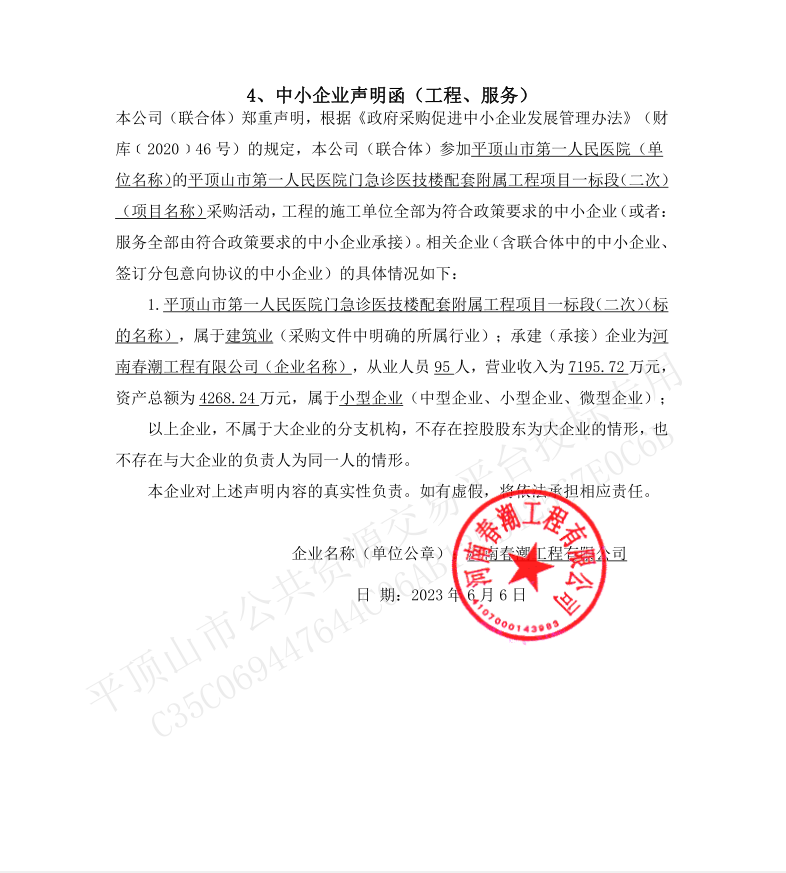 4、中小企业声明函（工程、服务）
本公司（联合体）郑重声明，根据《政府采购促进中小企业发展管理办法》（财
库﹝2020﹞46 号）的规定，本公司（联合体）参加平顶山市第一人民医院（单
位名称）的平顶山市第一人民医院门急诊医技楼配套附属工程项目一标段(二次)
（项目名称）采购活动，工程的施工单位全部为符合政策要求的中小企业（或者：
服务全部由符合政策要求的中小企业承接）。相关企业（含联合体中的中小企业、
签订分包意向协议的中小企业）的具体情况如下：
1.平顶山市第一人民医院门急诊医技楼配套附属工程项目一标段(二次)(标
的名称)，属于建筑业（采购文件中明确的所属行业）；承建（承接）企业为河
南春潮工程有限公司（企业名称），从业人员 95 人，营业收入为 7195.72 万元，
资产总额为 4268.24 万元，属于小型企业（中型企业、小型企业、微型企业）；
以上企业，不属于大企业的分支机构，不存在控股股东为大企业的情形，也
不存在与大企业的负责人为同一人的情形。
本企业对上述声明内容的真实性负责。如有虚假，将依法承担相应责任。
企业名称（单位公章） 河南春潮工程有限公司
日 期：2023 年 6 月 6 日
河南春潮工程有限公司
4107000143983
平顶山市公共资源交易平台投标专用